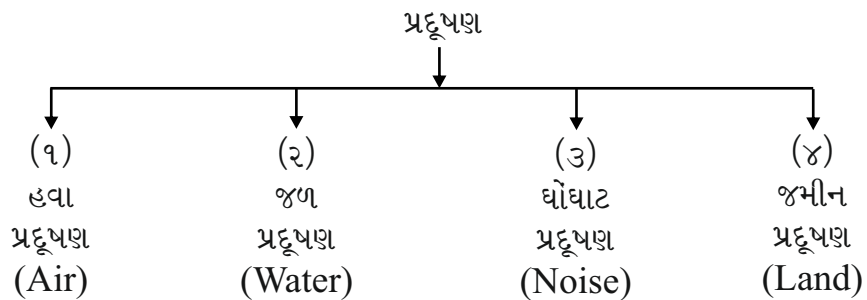 પ્રદૂષણ
(૧) (૨) (૩) (૪)
હવા જળ ઘોંઘાટ જમીન
પ્રદૂષણ પ્રદૂષણ પ્રદૂષણ પ્રદૂષણ
(Air) (Water) (Noise) (Land)